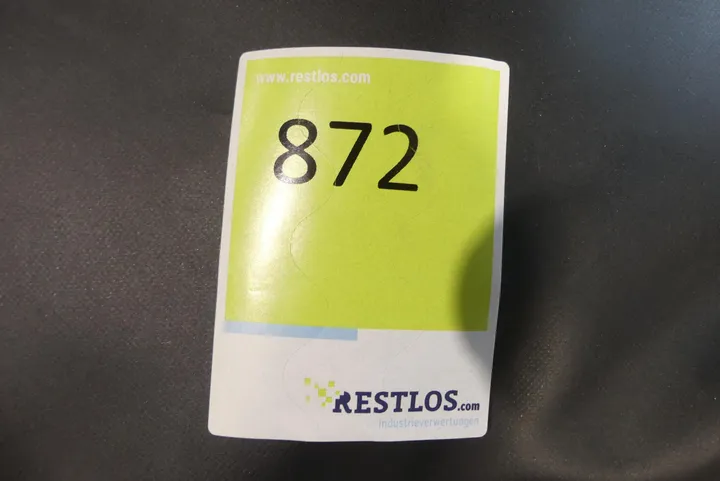 www.restlos.com
872
RESTLOS.com
industrieverwertungen